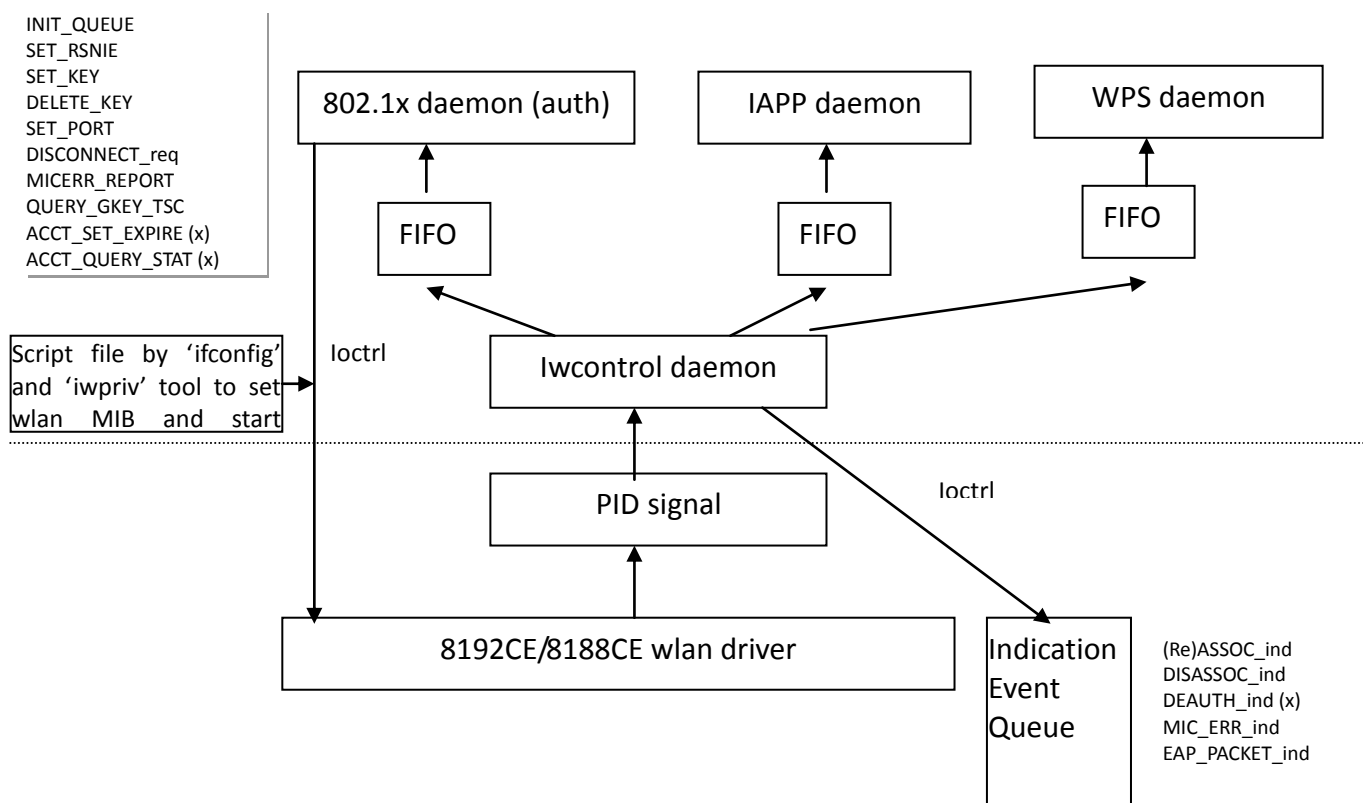 INIT_QUEUE
SET_RSNIE
SET_KEY
DELETE_KEY
SET_PORT
DISCONNECT_req
MICERR_REPORT
QUERY_GKEY_TSC
ACCT_SET_EXPIRE (x)
ACCT_QUERY_STAT (x)
802.1x daemon (auth)
IAPP daemon
WPS daemon
FIFO
FIFO
FIFO
Script file by ‘ifconfig’
and ‘iwpriv’ tool to set
wlan MIB and start
Ioctrl
Iwcontrol daemon
PID signal
Ioctrl
8192CE/8188CE wlan driver
Indication
Event
Queue
(Re)ASSOC_ind
DISASSOC_ind
DEAUTH_ind (x)
MIC_ERR_ind
EAP_PACKET_ind